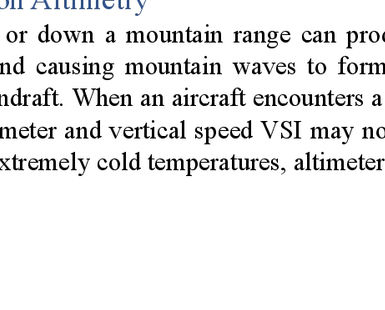 on Altimetry
or down a mountain range can
nd causing mountain waves to form
ndraft. When an aircraft encounters a
meter and vertical speed VSI may no
xtremely cold temperatures, altimeter